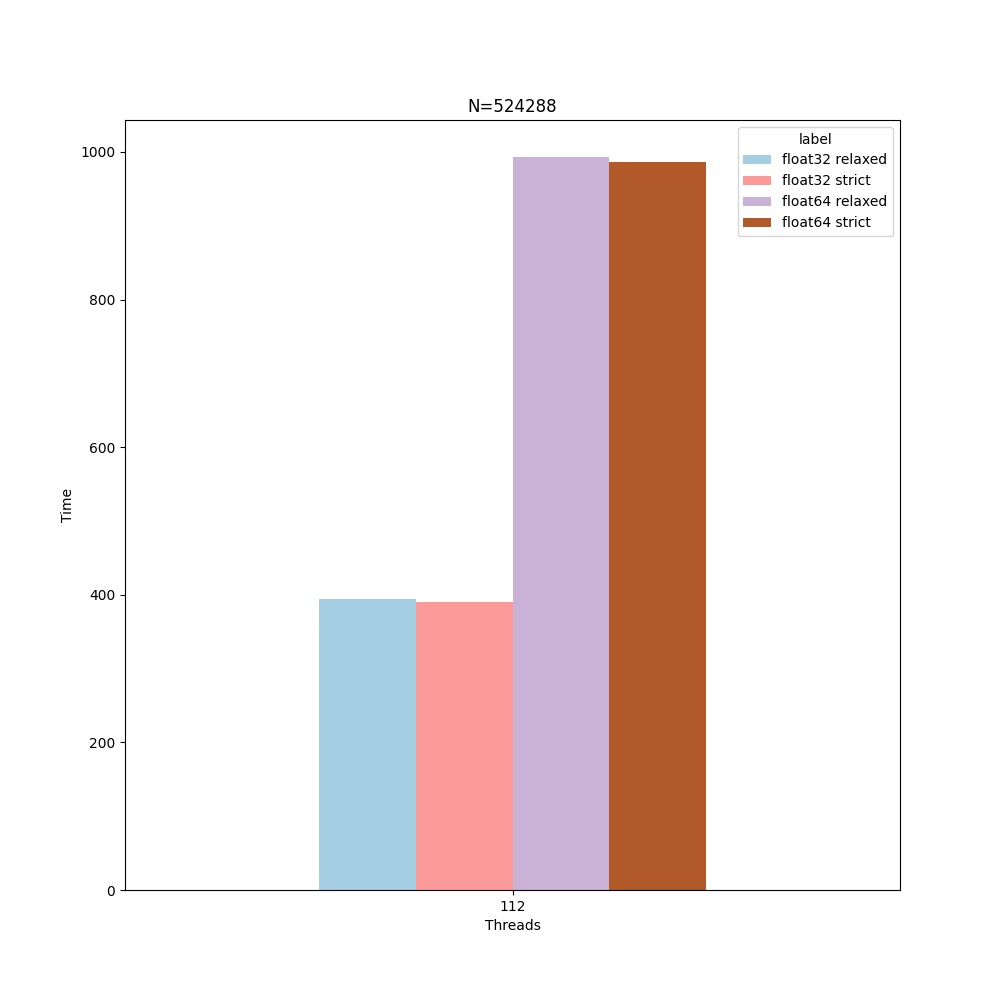 N=524288
label
float32 relaxed
float32 strict
float64 relaxed
float64 strict
1000
800
600
400
200
0
Time
112
Threads